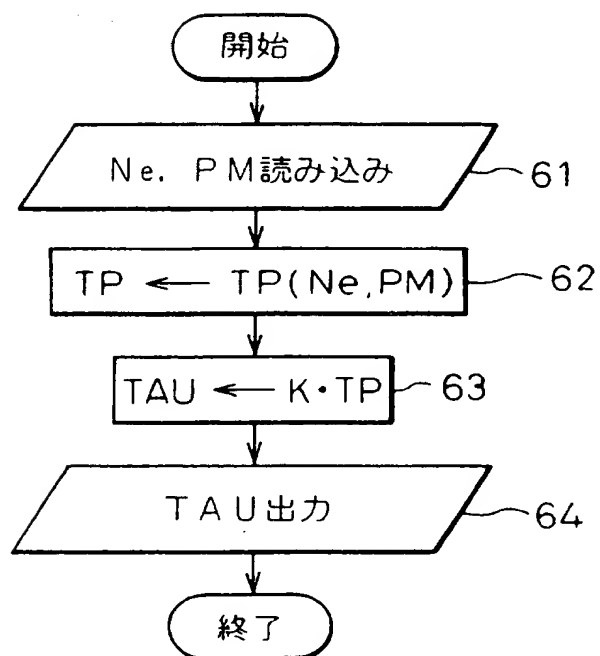 開始
Ne. PM読み込み
61
TP ← TP(Ne,PM)
62
TAU ← K・TP
63
TAU出力
64
終了